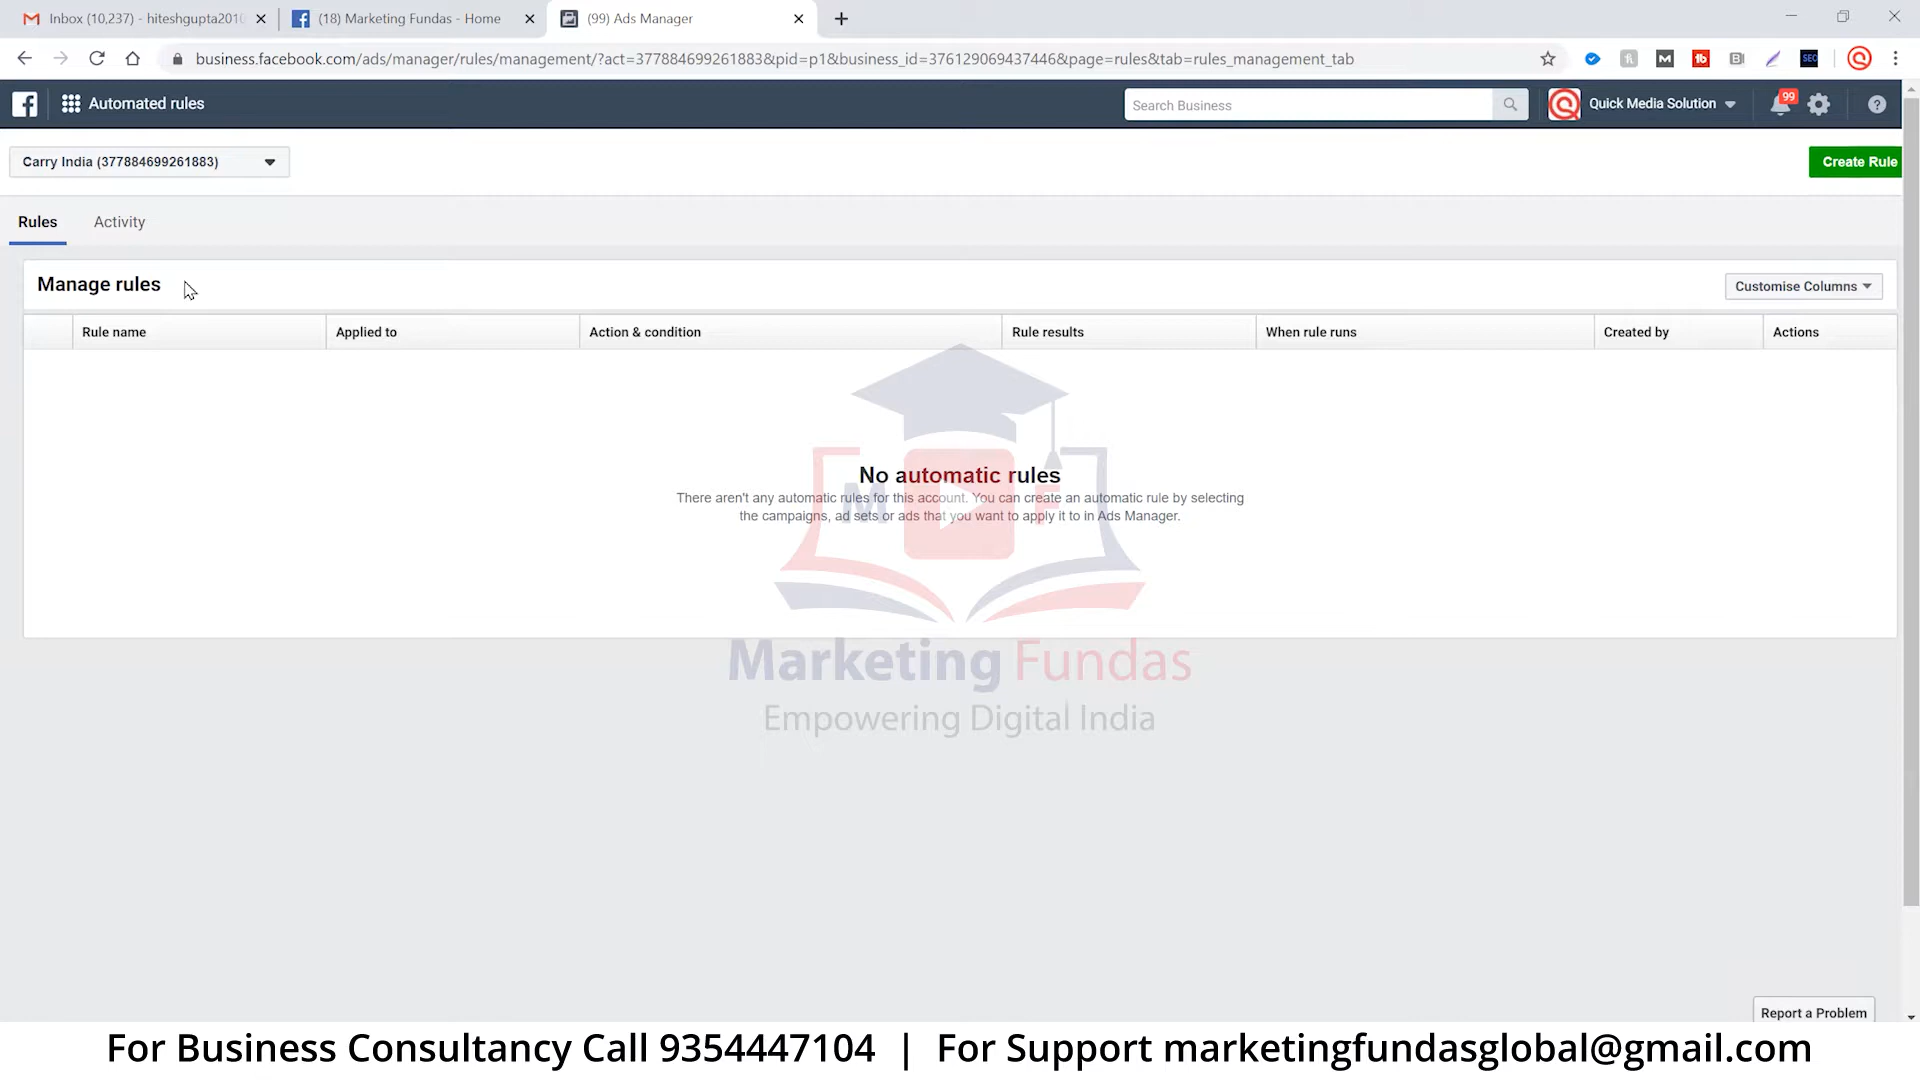 Inbox (10,237) - hiteshgupta2010
(18) Marketing Fundas - Home
(99) Ads Manager
business.facebook.com/ads/manager/rules/management/?act=377884699261883&pid=p1&business_id=376129069437446&page=rules&tab=rules_management_tab
Automated rules
Search Business
Quick Media Solution
99
Carry India (377884699261883)
Create Rule
Rules
Activity
Manage rules
Customise Columns
Rule name
Applied to
Action & condition
Rule results
When rule runs
Created by
Actions
No automatic rules
There aren't any automatic rules for this account. You can create an automatic rule by selecting
the campaigns, ad sets or ads that you want to apply it to in Ads Manager.
M F
Marketing Fundas
Empowering Digital India
Report a Problem
For Business Consultancy Call 9354447104 | For Support marketingfundasglobal@gmail.com